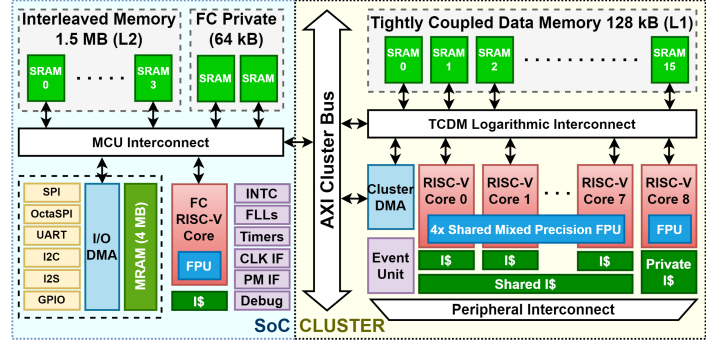 Interleaved Memory
1.5 MB (L2)
SRAM
0
SRAM
3
FC Private
(64 kB)
SRAM
SRAM
MCU Interconnect
SPI
OctaSPI
UART
I2C
I2S
GPIO
I/O
DMA
MRAM (4 MB)
FC
RISC-V
Core
FPU
I$
INTC
FLLs
Timers
CLK IF
PM IF
Debug
SoC
AXI Cluster Bus
Tightly Coupled Data Memory 128 kB (L1)
SRAM
0
SRAM
1
SRAM
2
SRAM
15
TCDM Logarithmic Interconnect
Cluster
DMA
RISC-V
Core 0
RISC-V
Core 1
RISC-V
Core 7
RISC-V
Core 8
4x Shared Mixed Precision FPU
FPU
Event
Unit
I$
I$
I$
Shared I$
Private
I$
Peripheral Interconnect
CLUSTER